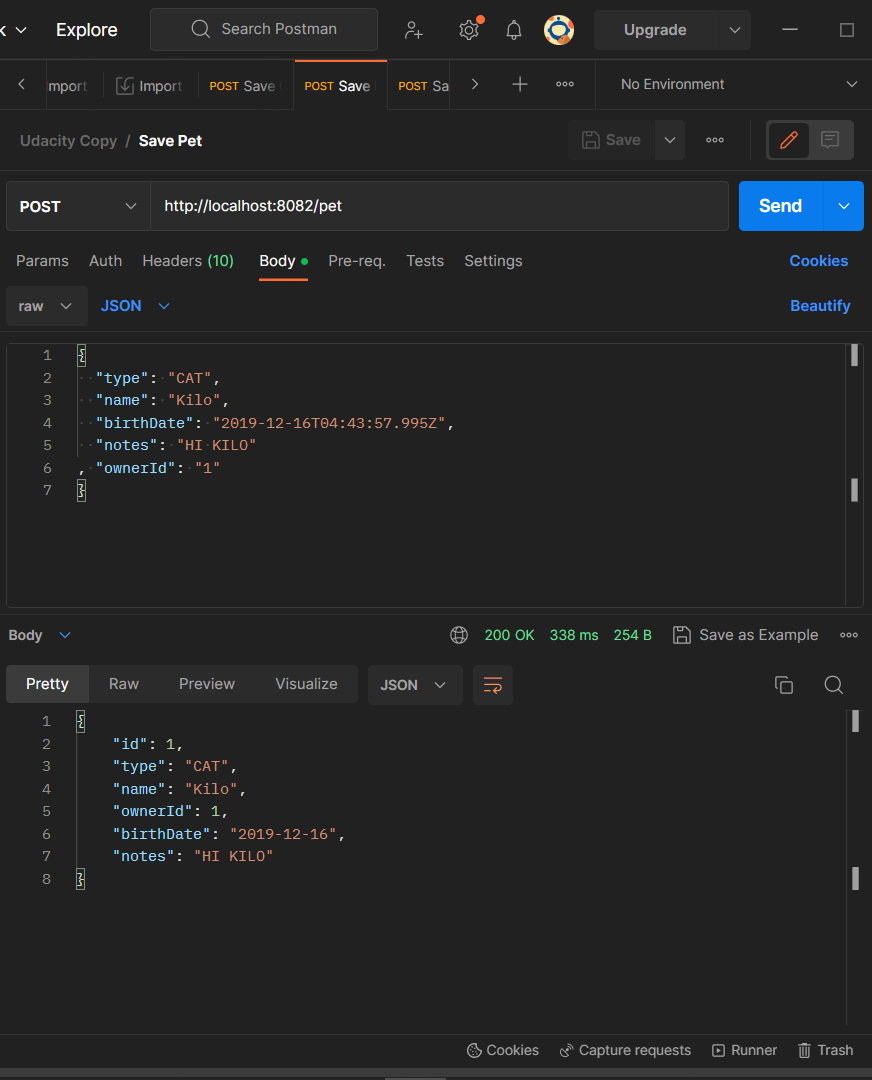 k Explore Search Postman Upgrade
mport Import POST Save POST Save POST Sa No Environment
Udacity Copy / Save Pet Save
POST http://localhost:8082/pet Send
Params Auth Headers (10) Body Pre-req. Tests Settings Cookies
raw JSON Beautify
1 {
2 "type": "CAT",
3 "name": "Kilo",
4 "birthDate": "2019-12-16T04:43:57.995Z",
5 "notes": "HI KILO"
6 , "ownerId": "1"
7 }
Body 200 OK 338 ms 254 B Save as Example
Pretty Raw Preview Visualize JSON
1 {
2 "id": 1,
3 "type": "CAT",
4 "name": "Kilo",
5 "ownerId": 1,
6 "birthDate": "2019-12-16",
7 "notes": "HI KILO"
8 }
Cookies Capture requests Runner Trash